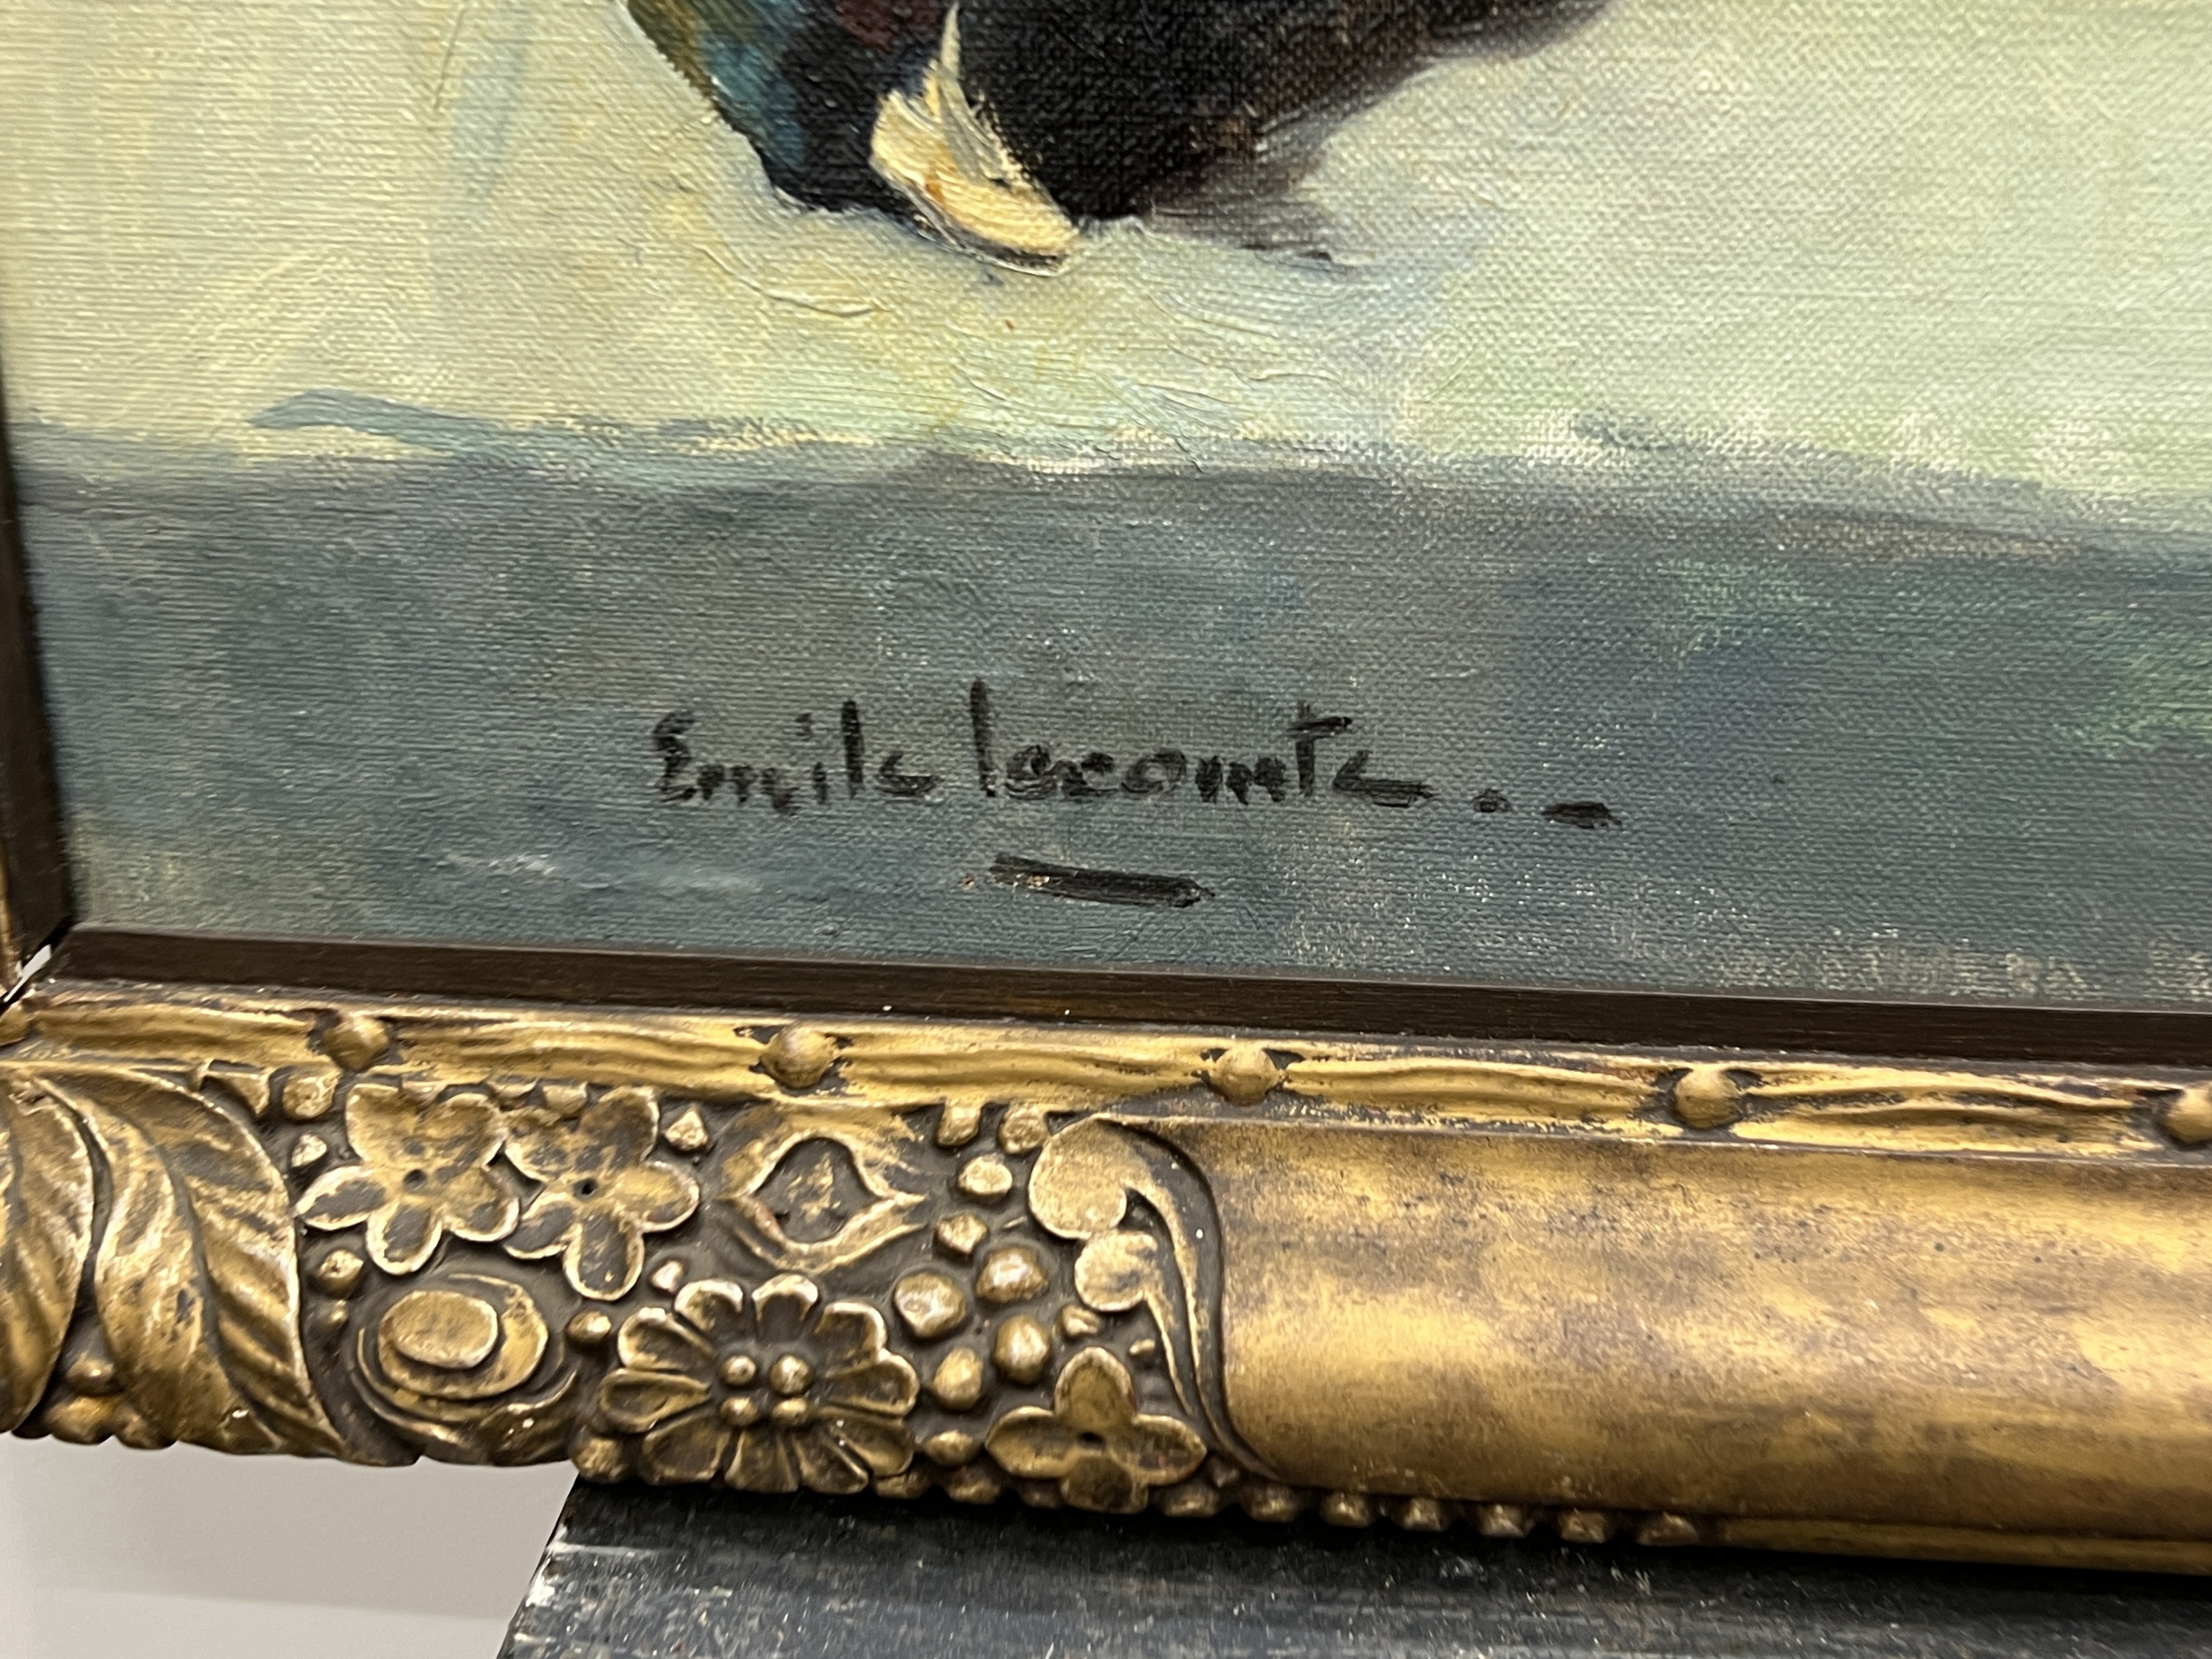 Emile lecomte . _